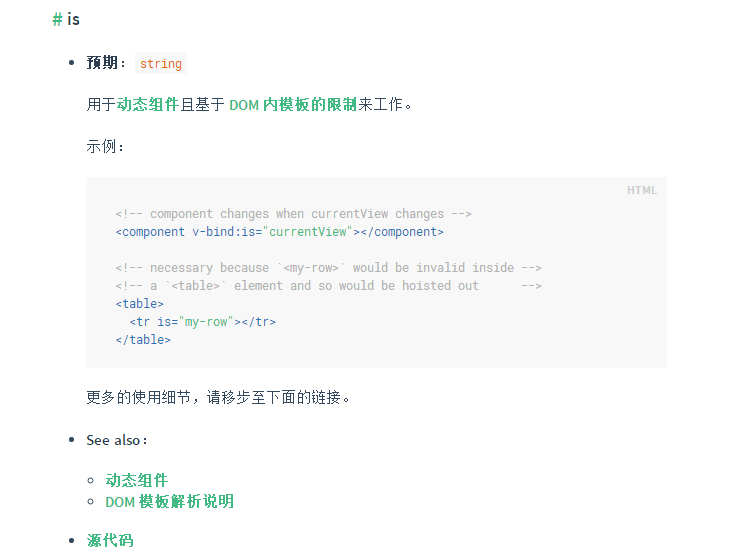 # is
预期：string
用于动态组件且基于 DOM 内模板的限制来工作。
示例：
HTML
<!-- component changes when currentView changes -->
<component v-bind:is="currentView"></component>
<!-- necessary because `<my-row>` would be invalid inside -->
<!-- a `<table>` element and so would be hoisted out      -->
<table>
  <tr is="my-row"></tr>
</table>
更多的使用细节，请移步至下面的链接。
See also：
动态组件
DOM 模板解析说明
源代码